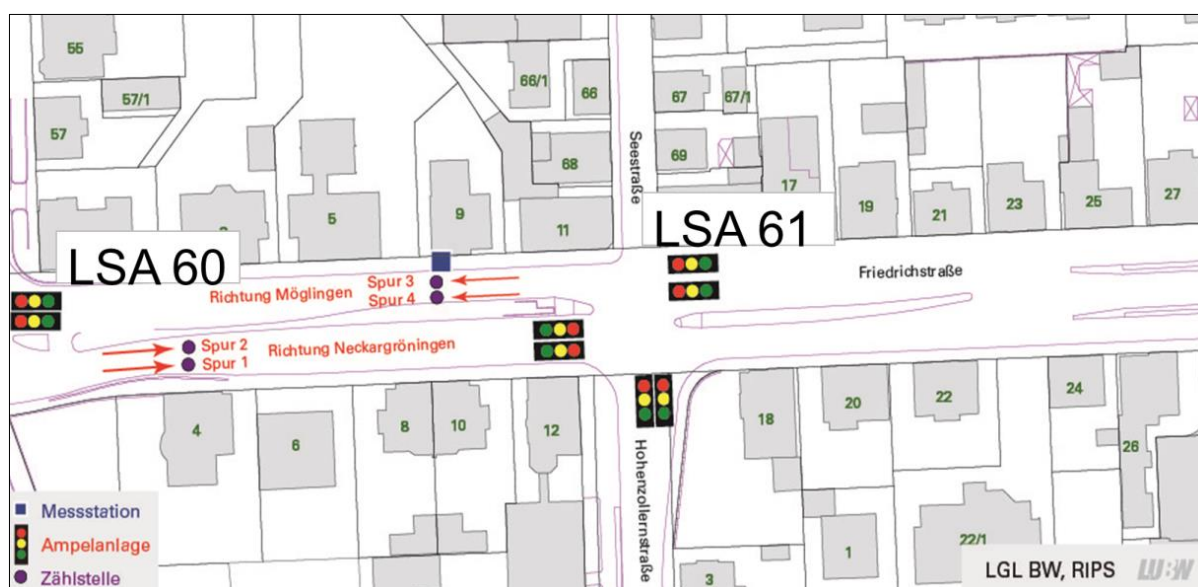 55
57/1
57
5
9
66/1
66
68
11
67
67/1
69
17
19
21
23
25
27
Seestraße
LSA 60
LSA 61
Friedrichstraße
Richtung Möglingen
Spur 3
Spur 4
Spur 2
Spur 1
Richtung Neckargröningen
4
6
8
10
12
18
20
22
24
26
Hohenzollernstraße
1
22/1
3
Messstation
Ampelanlage
Zählstelle
LGL BW, RIPS
LUBW